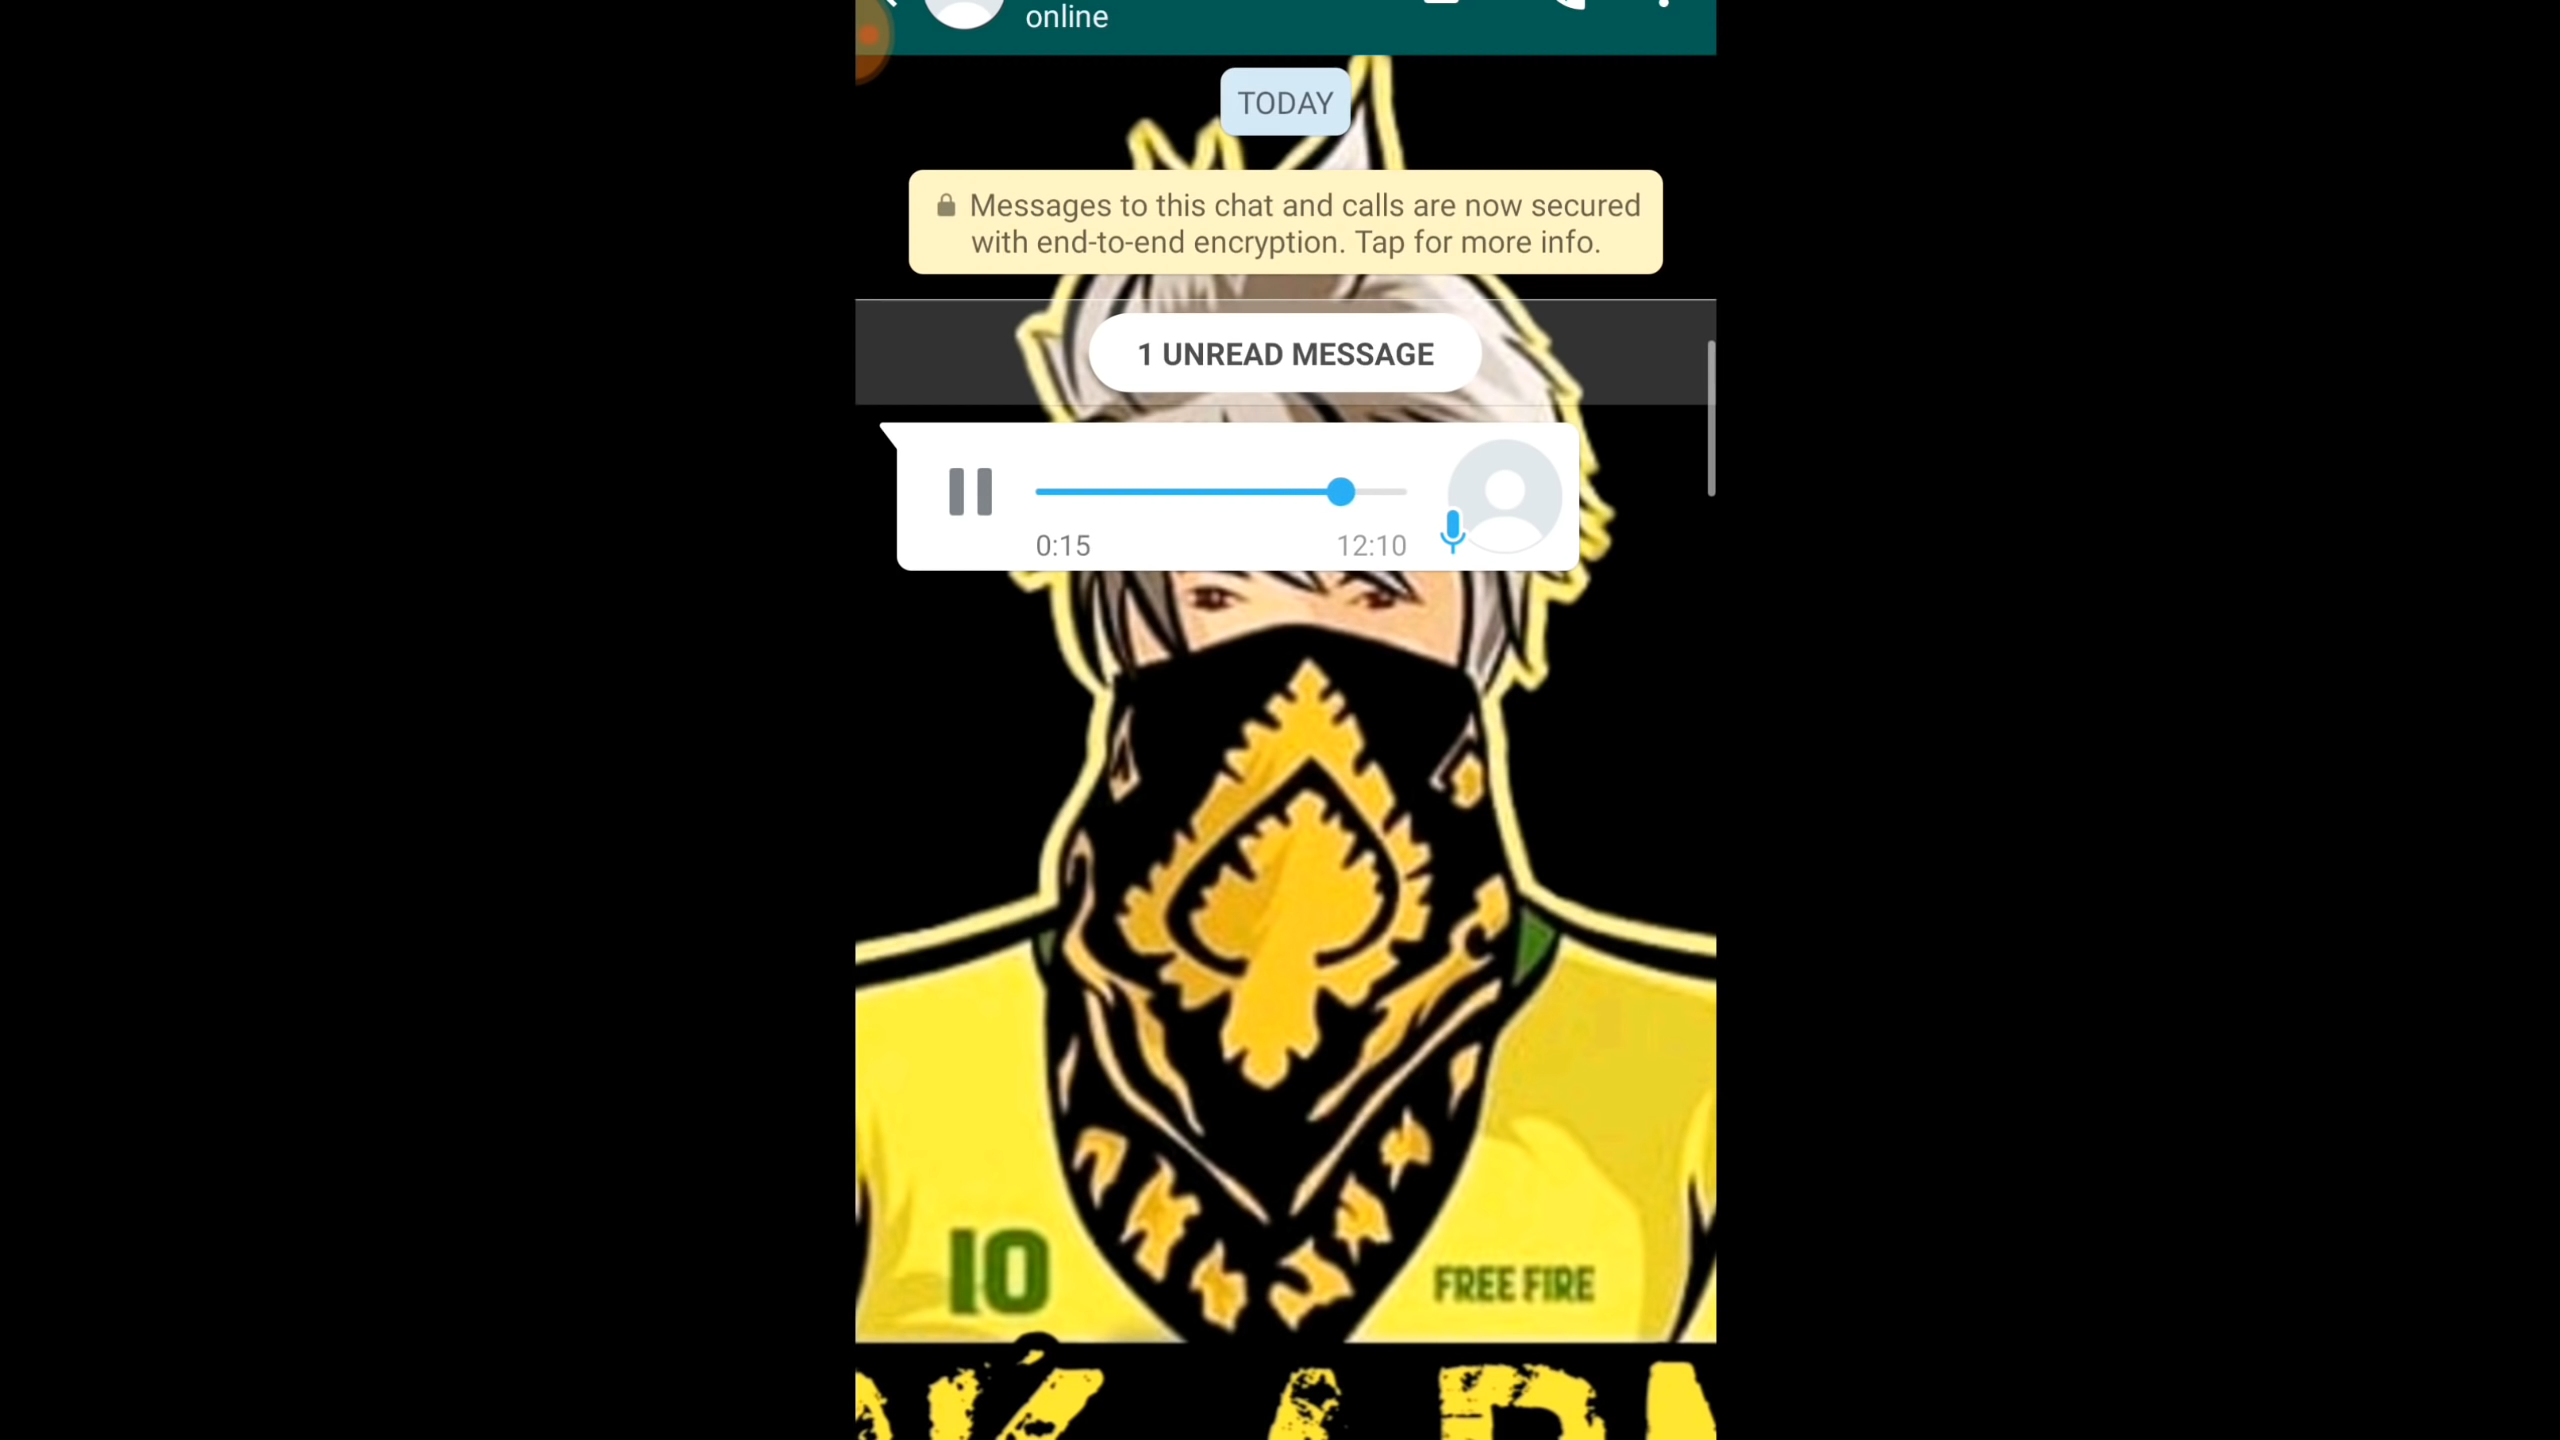 online
TODAY
Messages to this chat and calls are now secured
with end-to-end encryption. Tap for more info.
1 UNREAD MESSAGE
0:15
12:10
10
FREE FIRE